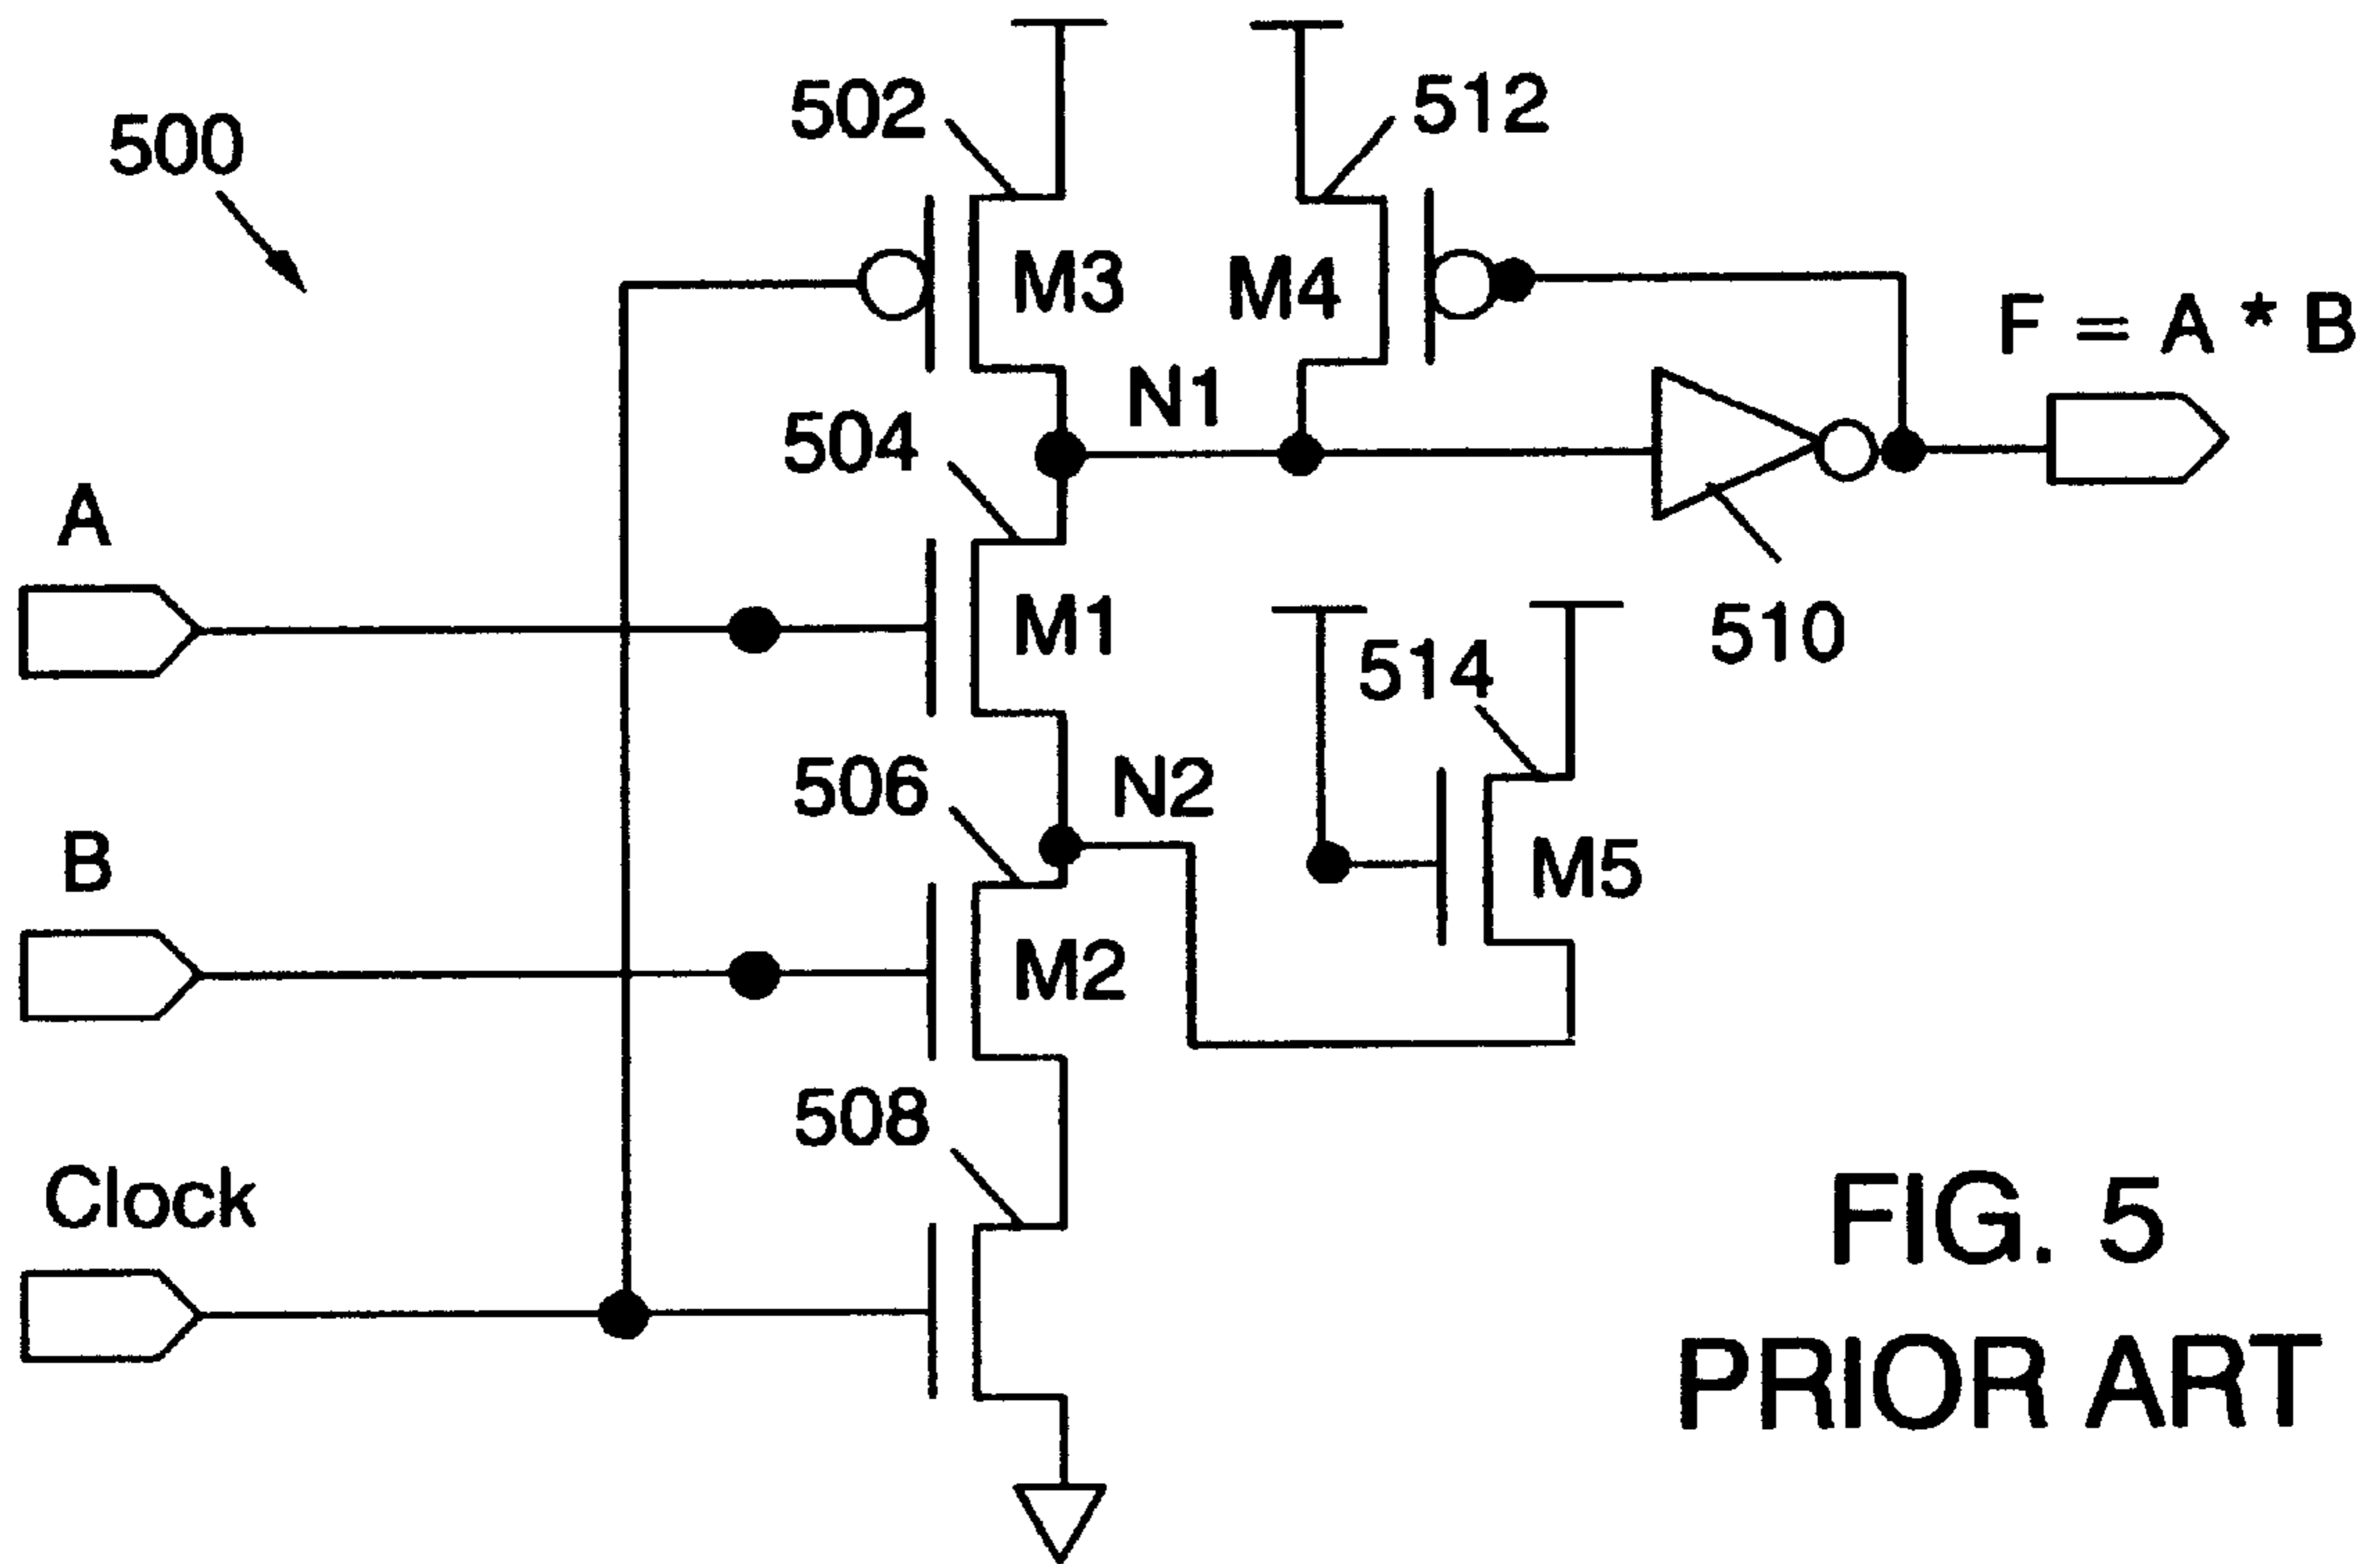 500
502
512
M3
M4
F = A * B
N1
504
A
M1
510
514
506
N2
B
M5
M2
508
Clock
FIG. 5
PRIOR ART